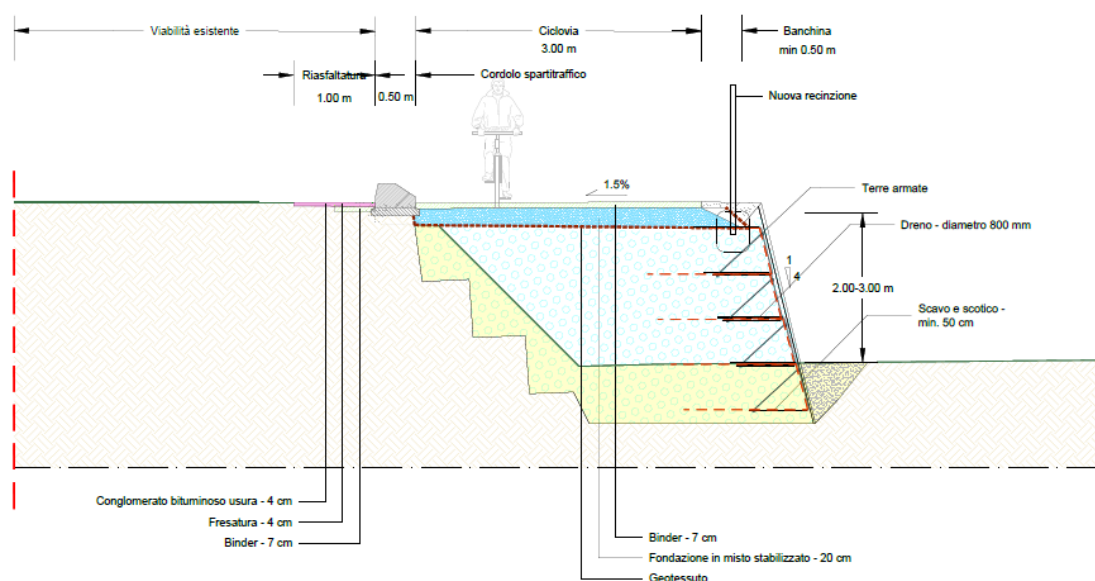 Viabilità esistente
Ciclovia
3.00 m
Banchina
min 0.50 m
Riasfaltatura
1.00 m
0.50 m
Cordolo spartitraffico
Nuova recinzione
1.5%
Terre armate
Dreno - diametro 800 mm
1
4
2.00-3.00 m
Scavo e scotico -
min. 50 cm
Conglomerato bituminoso usura - 4 cm
Fresatura - 4 cm
Binder - 7 cm
Binder - 7 cm
Fondazione in misto stabilizzato - 20 cm
Geotessuto